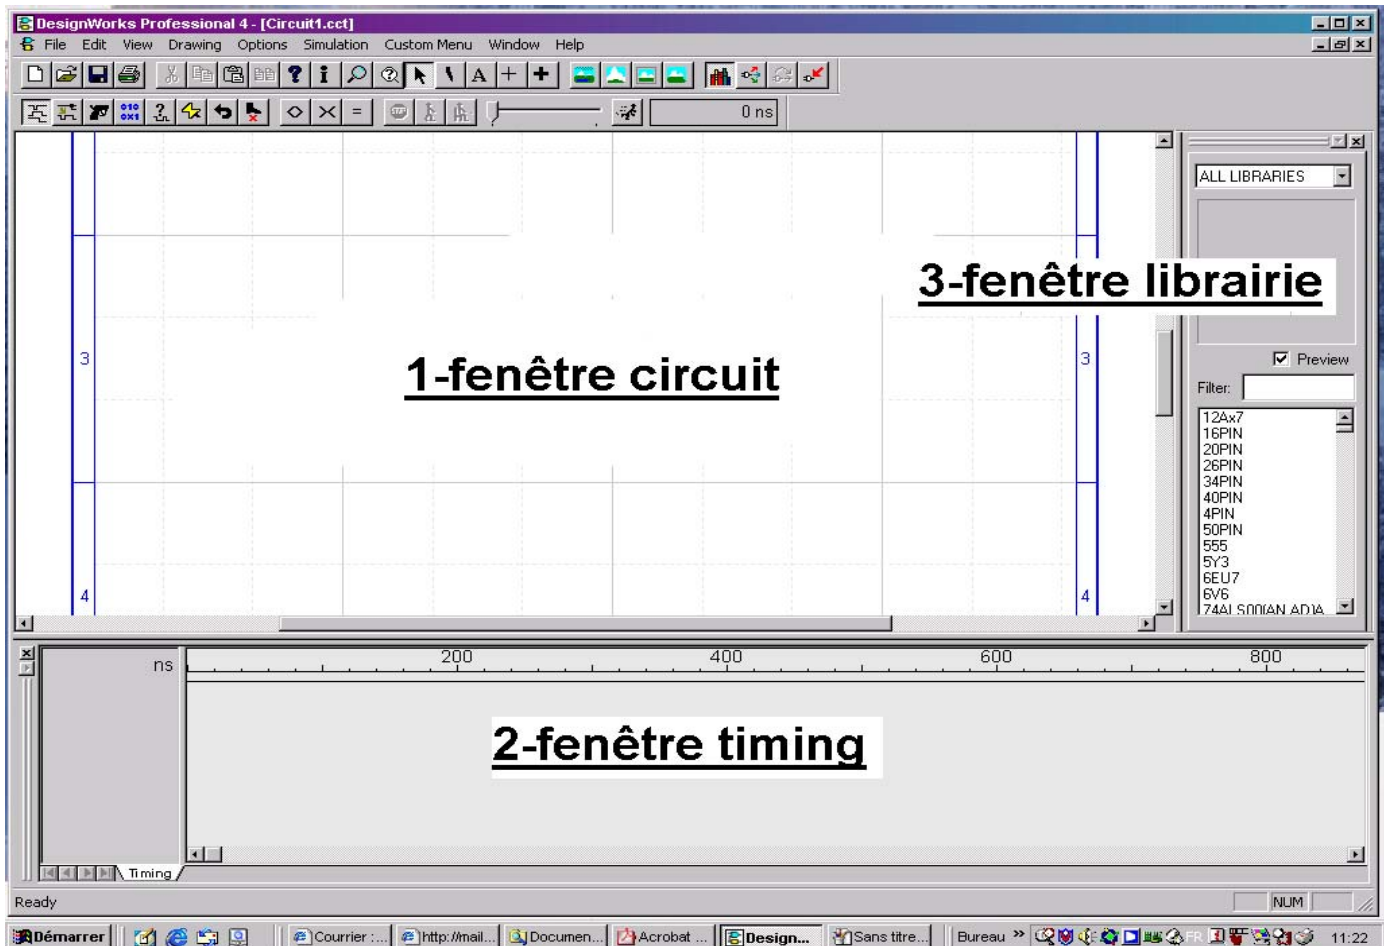 DesignWorks Professional 4 - [Circuit1.cct]
File Edit View Drawing Options Simulation Custom Menu Window Help
0 ns
ALL LIBRARIES
3-fenêtre librairie
3
3
1-fenêtre circuit
Preview
Filter:
12Ax7
16PIN
20PIN
26PIN
34PIN
40PIN
4PIN
50PIN
555
5Y3
6EU7
6V6
4
4
ns 200 400 600 800
2-fenêtre timing
Timing
Ready
NUM
Démarrer Courrier :... http://mail... Documen... Acrobat ... Design... Sans titre... Bureau » FR 11:22